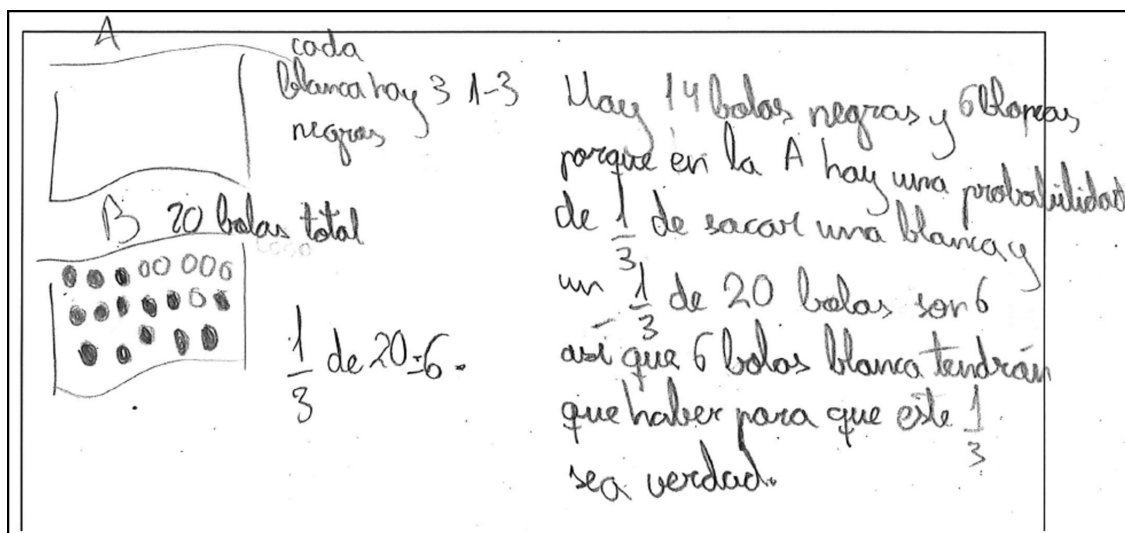 A
cada
blanca hay 3 1-3
negras
B 20 bolas total
1/3 de 20=6.
Hay 14 bolas negras y 6 blancas
porque en la A hay una probabilidad
de 1/3 de sacar una blanca y
un 1/3 de 20 bolas son 6
asi que 6 bolas blanca tendrán
que haber para que este 1/3
sea verdad.